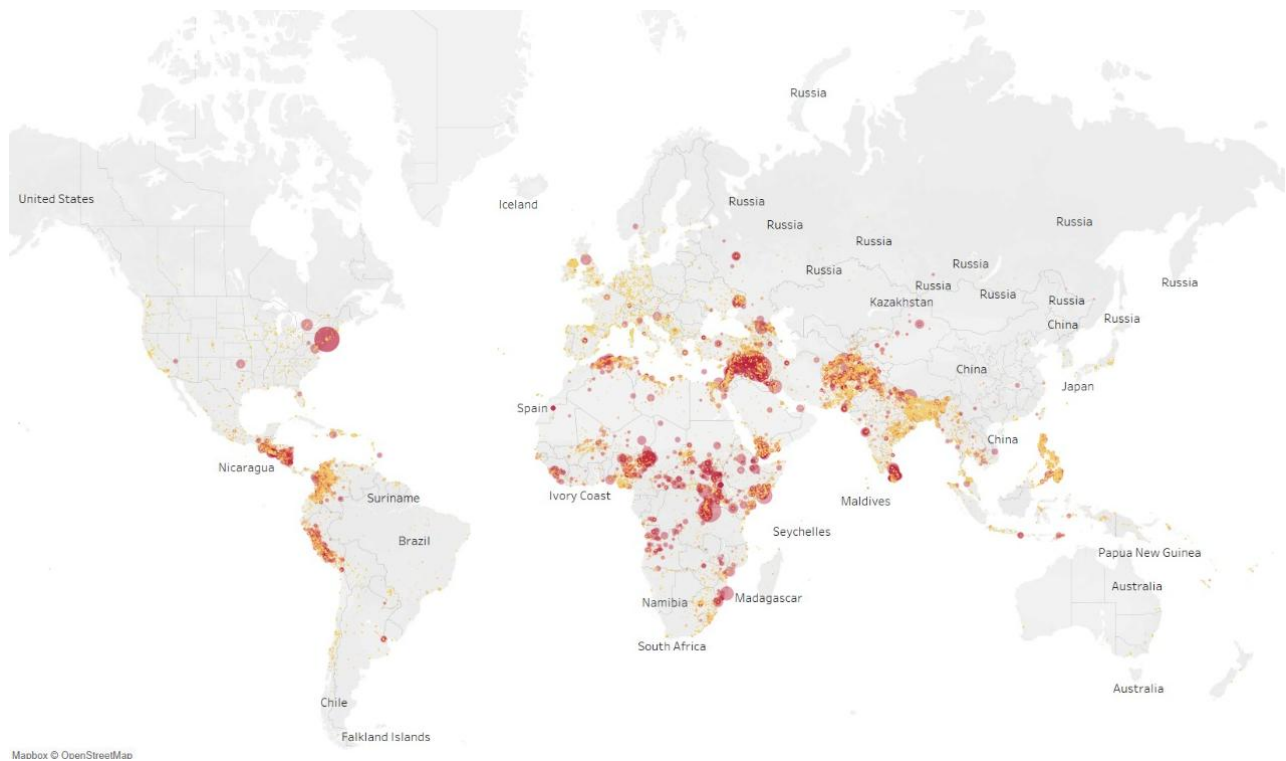 Russia
United States
Iceland
Russia
Russia
Russia
Russia
Russia
Russia
Russia
Russia
Russia
Russia
Kazakhstan
Russia
China
China
Japan
Spain
China
Nicaragua
Suriname
Ivory Coast
Maldives
Brazil
Seychelles
Papua New Guinea
Australia
Namibia
Madagascar
South Africa
Australia
Chile
Falkland Islands
Mapbox © OpenStreetMap